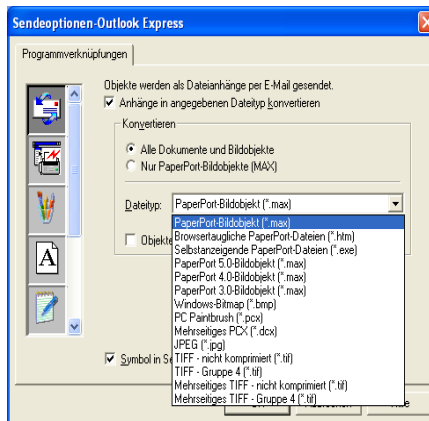 Sendeoptionen-Outlook Express
Programmverknüpfungen
Objekte werden als Dateianhänge per E-Mail gesendet.
Anhänge in angegebenen Dateityp konvertieren
Konvertieren
Alle Dokumente und Bildobjekte
Nur PaperPort-Bildobjekte (MAX)
Dateityp: PaperPort-Bildobjekt (*.max)
PaperPort-Bildobjekt (*.max)
Browsertaugliche PaperPort-Dateien (*.htm)
Selbstanzeigende PaperPort-Dateien (*.exe)
Objekte
PaperPort 5.0-Bildobjekt (*.max)
PaperPort 4.0-Bildobjekt (*.max)
PaperPort 3.0-Bildobjekt (*.max)
Windows-Bitmap (*.bmp)
PC Paintbrush (*.pcx)
Mehrseitiges PCX (*.dcx)
JPEG (*.jpg)
Symbol in Se
TIFF - nicht komprimiert (*.tif)
TIFF - Gruppe 4 (*.tif)
Mehrseitiges TIFF - nicht komprimiert (*.tif)
Mehrseitiges TIFF - Gruppe 4 (*.tif)
A